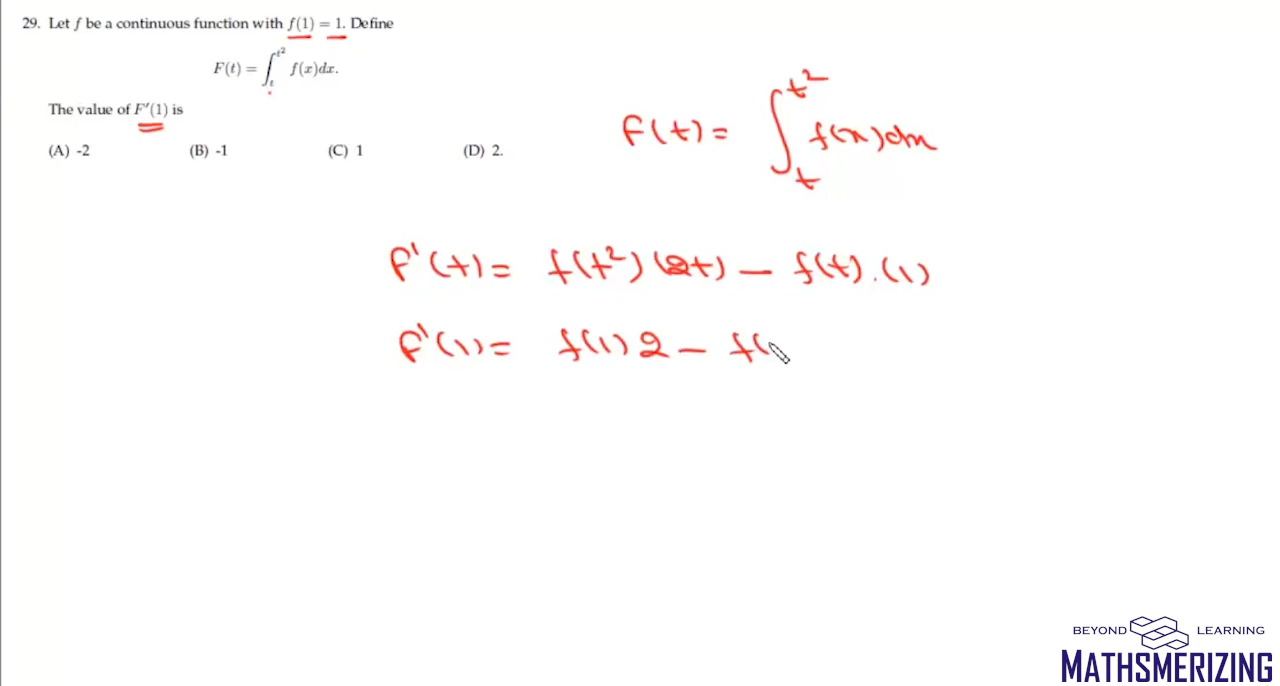 29. Let f be a continuous function with f(1) = 1. Define
F(t) = ∫_t^{t²} f(x)dx.
The value of F′(1) is
(A) -2 (B) -1 (C) 1 (D) 2.
F(t) = ∫_t^{t²} f(x) dx
F'(t) = f(t²)(2t) − f(t).(1)
F'(1) = f(1) 2 − f(
BEYOND LEARNING
MATHSMERIZING